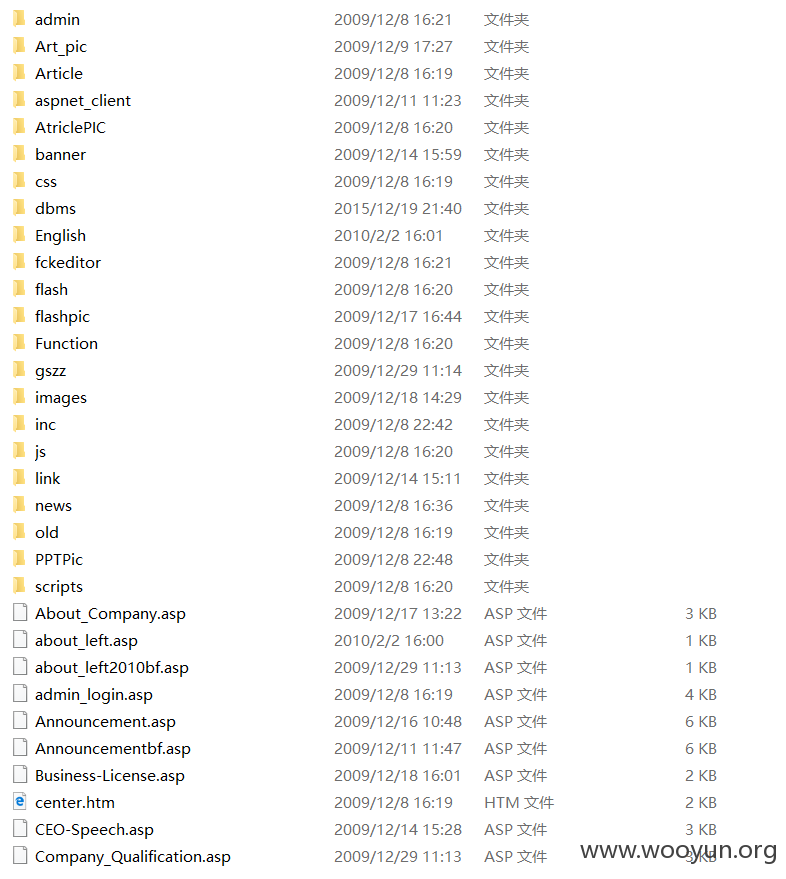 admin 2009/12/8 16:21 文件夹
Art_pic 2009/12/9 17:27 文件夹
Article 2009/12/8 16:19 文件夹
aspnet_client 2009/12/11 11:23 文件夹
AtriclePIC 2009/12/8 16:20 文件夹
banner 2009/12/14 15:59 文件夹
css 2009/12/8 16:19 文件夹
dbms 2015/12/19 21:40 文件夹
English 2010/2/2 16:01 文件夹
fckeditor 2009/12/8 16:21 文件夹
flash 2009/12/8 16:20 文件夹
flashpic 2009/12/17 16:44 文件夹
Function 2009/12/8 16:20 文件夹
gszz 2009/12/29 11:14 文件夹
images 2009/12/18 14:29 文件夹
inc 2009/12/8 22:42 文件夹
js 2009/12/8 16:20 文件夹
link 2009/12/14 15:11 文件夹
news 2009/12/8 16:36 文件夹
old 2009/12/8 16:19 文件夹
PPTPic 2009/12/8 22:48 文件夹
scripts 2009/12/8 16:20 文件夹
About_Company.asp 2009/12/17 13:22 ASP 文件 3 KB
about_left.asp 2010/2/2 16:00 ASP 文件 1 KB
about_left2010bf.asp 2009/12/29 11:13 ASP 文件 1 KB
admin_login.asp 2009/12/8 16:19 ASP 文件 4 KB
Announcement.asp 2009/12/16 10:48 ASP 文件 6 KB
Announcementbf.asp 2009/12/11 11:47 ASP 文件 6 KB
Business-License.asp 2009/12/18 16:01 ASP 文件 2 KB
center.htm 2009/12/8 16:19 HTM 文件 2 KB
CEO-Speech.asp 2009/12/14 15:28 ASP 文件 3 KB
Company_Qualification.asp 2009/12/29 11:13 ASP 文件 3 KB
www.wooyun.org